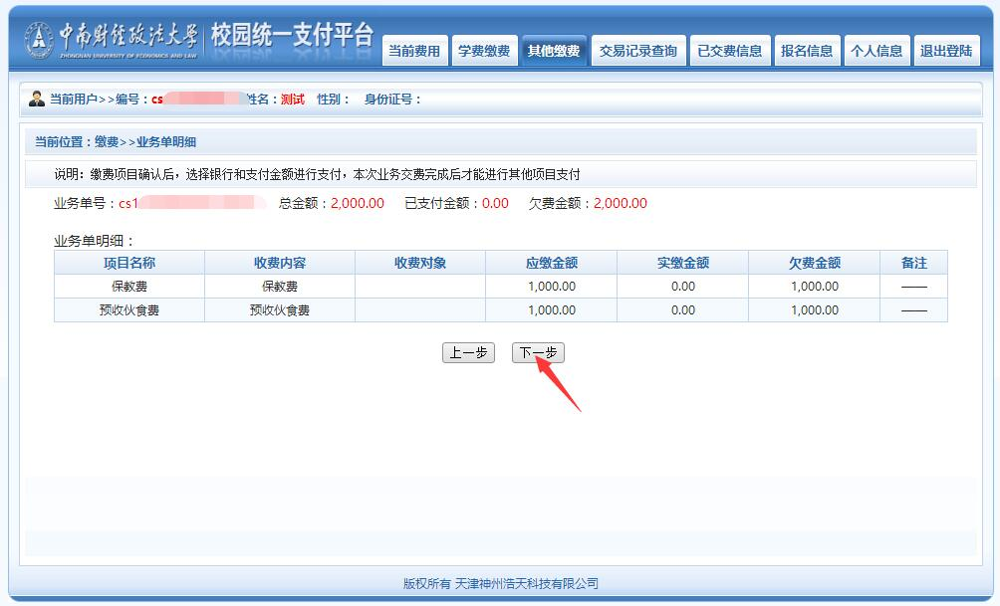 中南财经政法大学 校园统一支付平台
ZHONGNAN UNIVERSITY OF ECONOMICS AND LAW
当前费用 学费缴费 其他缴费 交易记录查询 已交费信息 报名信息 个人信息 退出登陆
当前用户>>编号：cs 姓名：测试 性别： 身份证号：
当前位置：缴费>>业务单明细
说明：缴费项目确认后，选择银行和支付金额进行支付，本次业务交费完成后才能进行其他项目支付
业务单号：cs1 总金额：2,000.00 已支付金额：0.00 欠费金额：2,000.00
业务单明细：
项目名称 收费内容 收费对象 应缴金额 实缴金额 欠费金额 备注
保教费 保教费 1,000.00 0.00 1,000.00 ——
预收伙食费 预收伙食费 1,000.00 0.00 1,000.00 ——
上一步 下一步
版权所有 天津神州浩天科技有限公司